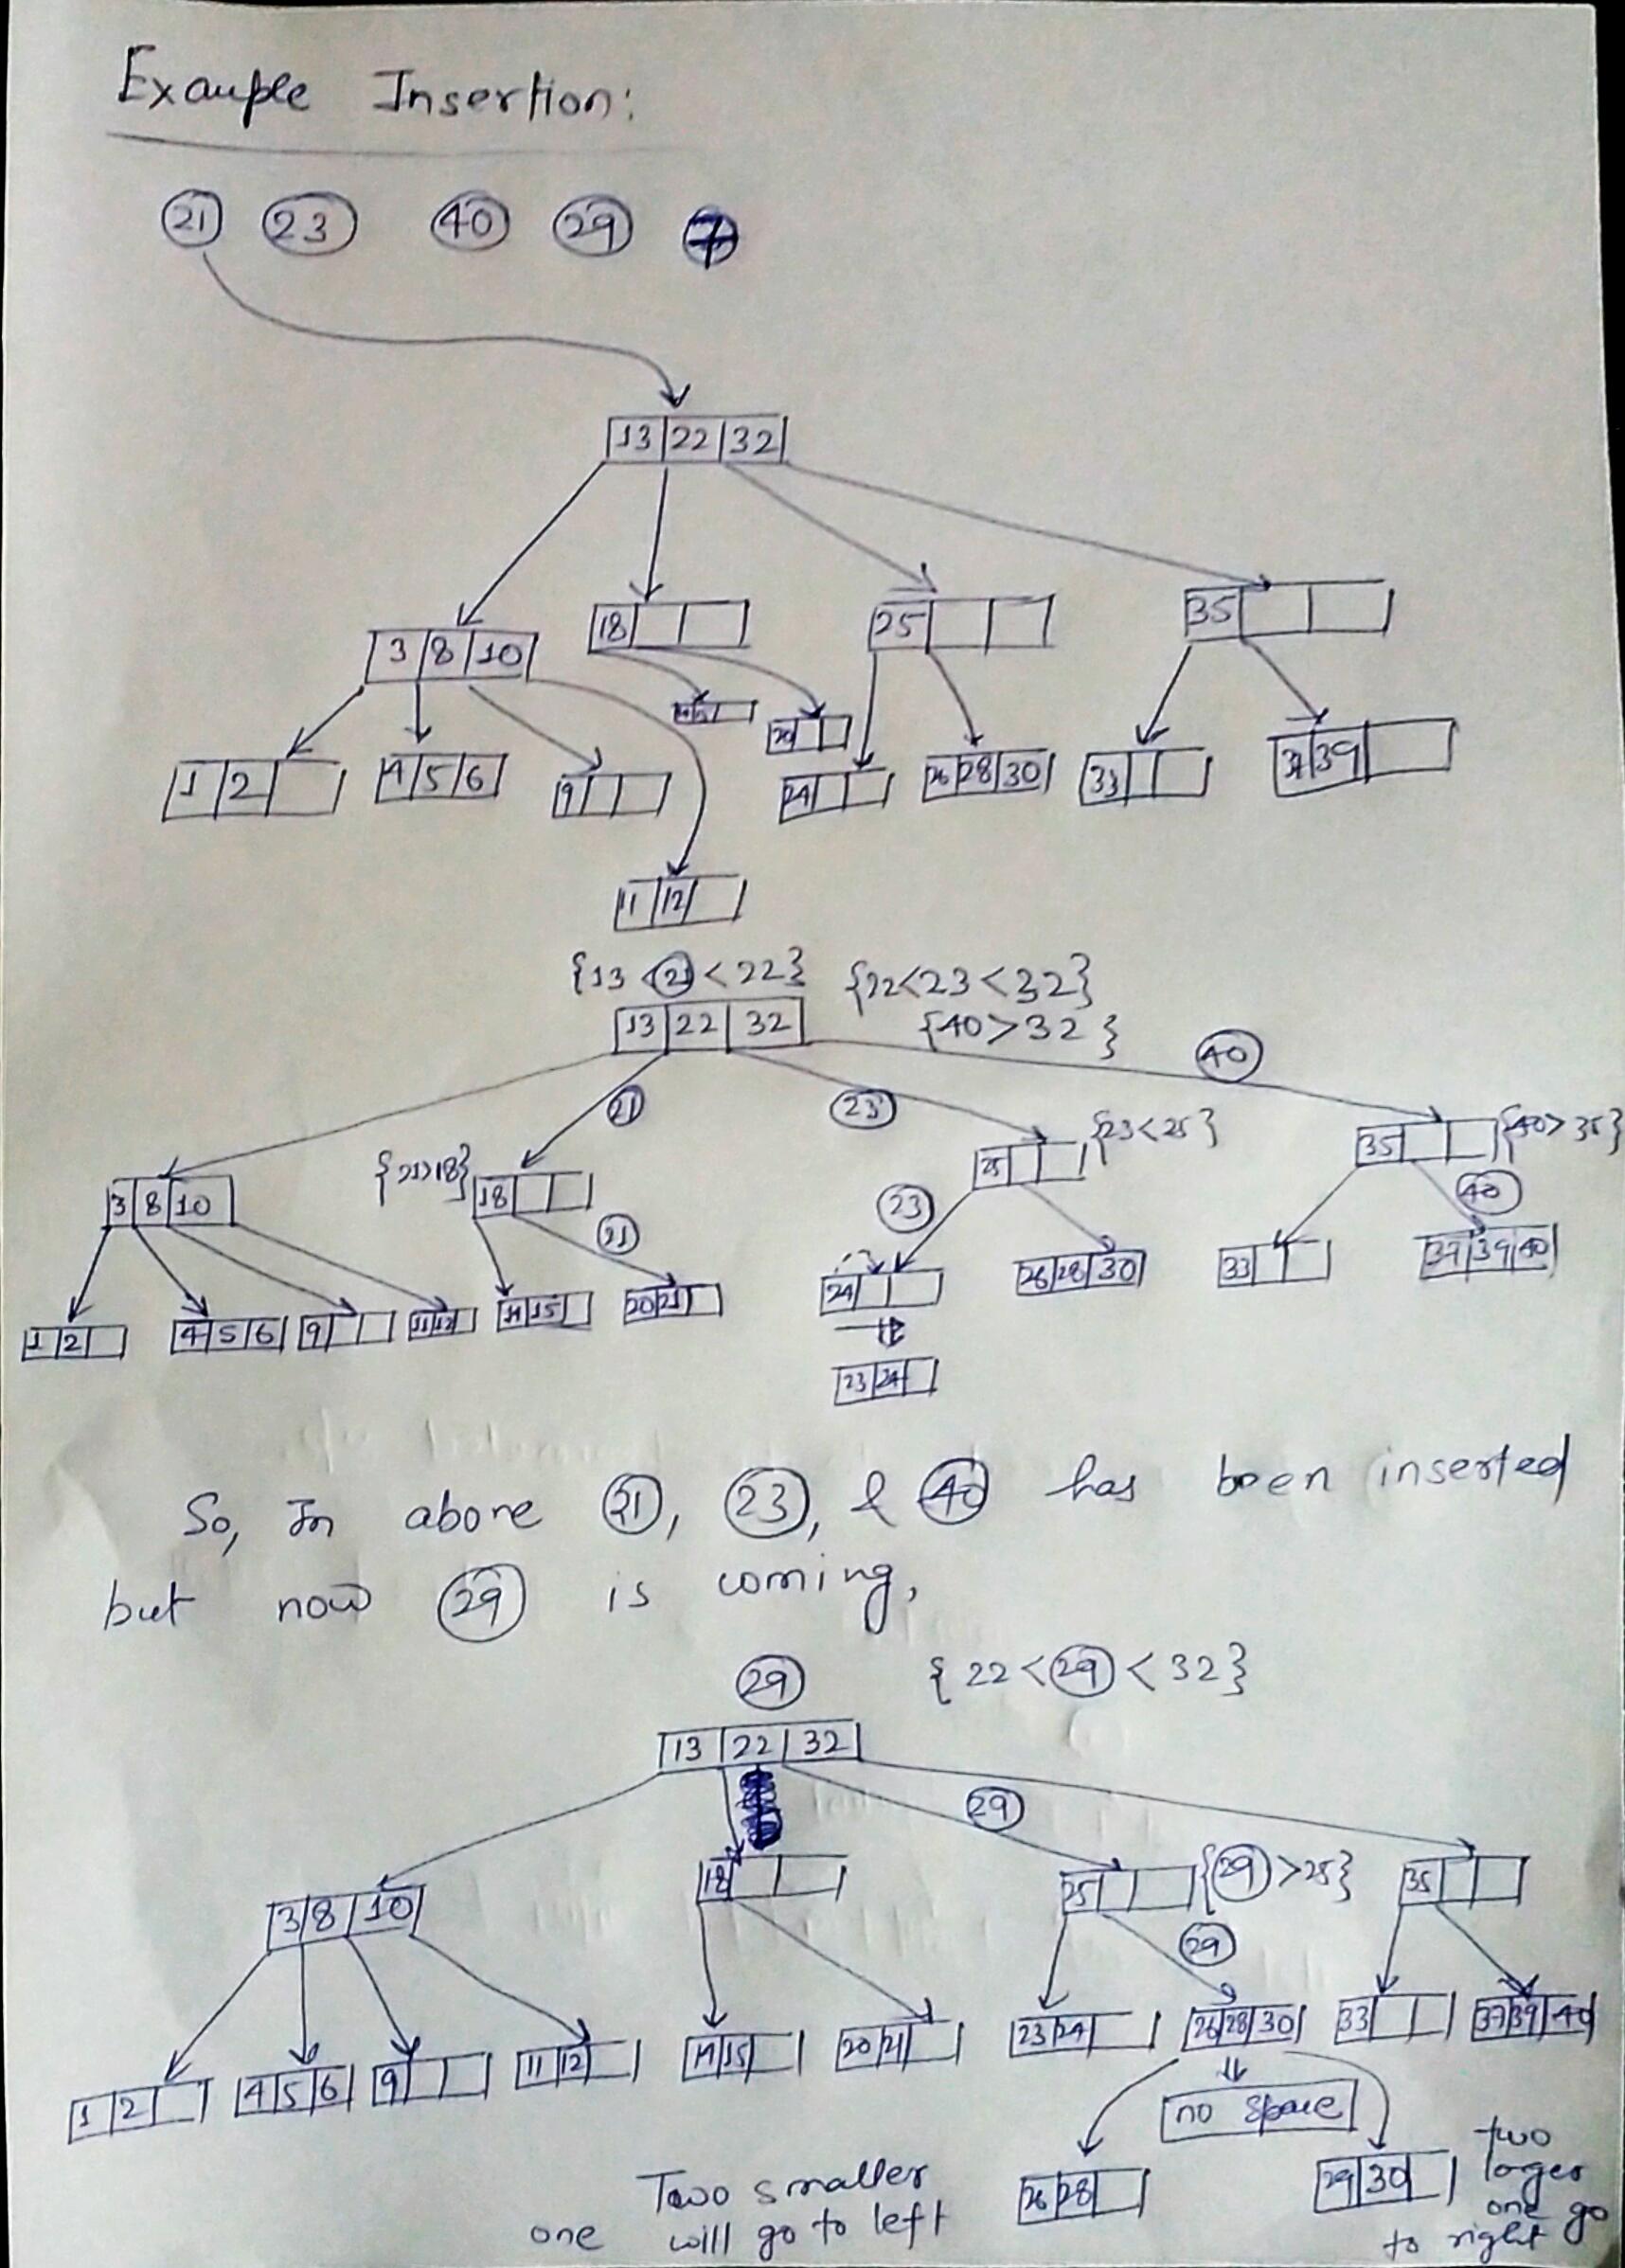 Example Insertion:
21 23 40 29 7
13 22 32
3 8 10 18 25 35
1 2 4 5 6 9 20 24 26 28 30 33 39
11 12
{13 < 21 < 22} {22<23<32}
13 22 32 {40>32}
40
21 23
{23<25}
35 {40>35}
{21>18}
3 8 10 18 25
23 40
21
1 2 4 5 6 9 11 12 14 15 20 21 24 26 28 30 33 37 39 40
23 24
So, In above 21, 23, & 40 has been inserted
but now 29 is coming,
29 {22 < 29 < 32}
13 22 32
29
3 8 10 18 25 {29 > 25} 35
29
1 2 4 5 6 9 11 12 14 15 20 21 23 24 26 28 30 33 37 39 40
no space
26 28 29 30
Two smaller
one will go to left
two
larger
one go
to right